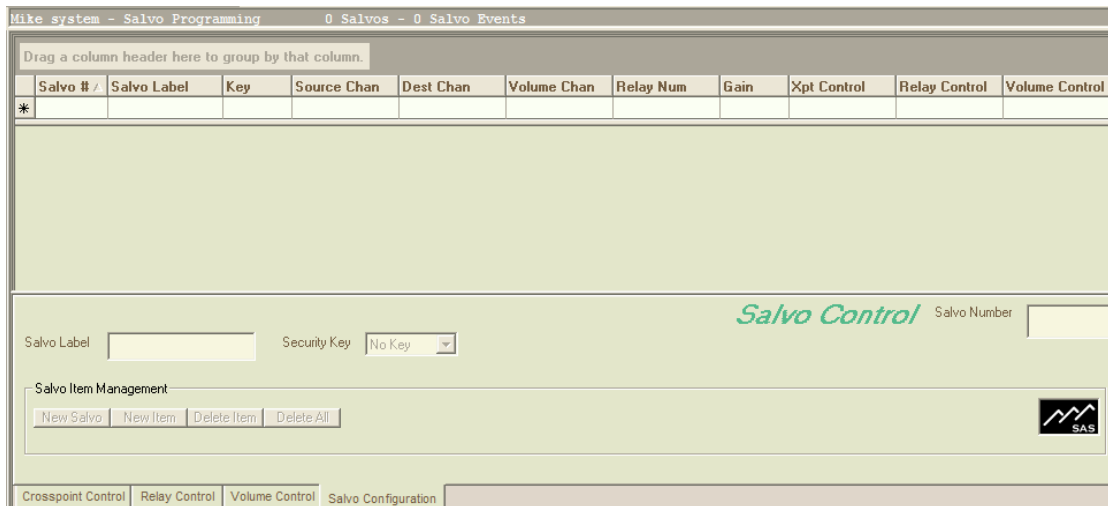 Mike system - Salvo Programming 0 Salvos - 0 Salvo Events
Drag a column header here to group by that column.
Salvo # Salvo Label Key Source Chan Dest Chan Volume Chan Relay Num Gain Xpt Control Relay Control Volume Control
*
Salvo Control Salvo Number
Salvo Label Security Key No Key
Salvo Item Management
New Salvo New Item Delete Item Delete All
SAS
Crosspoint Control Relay Control Volume Control Salvo Configuration